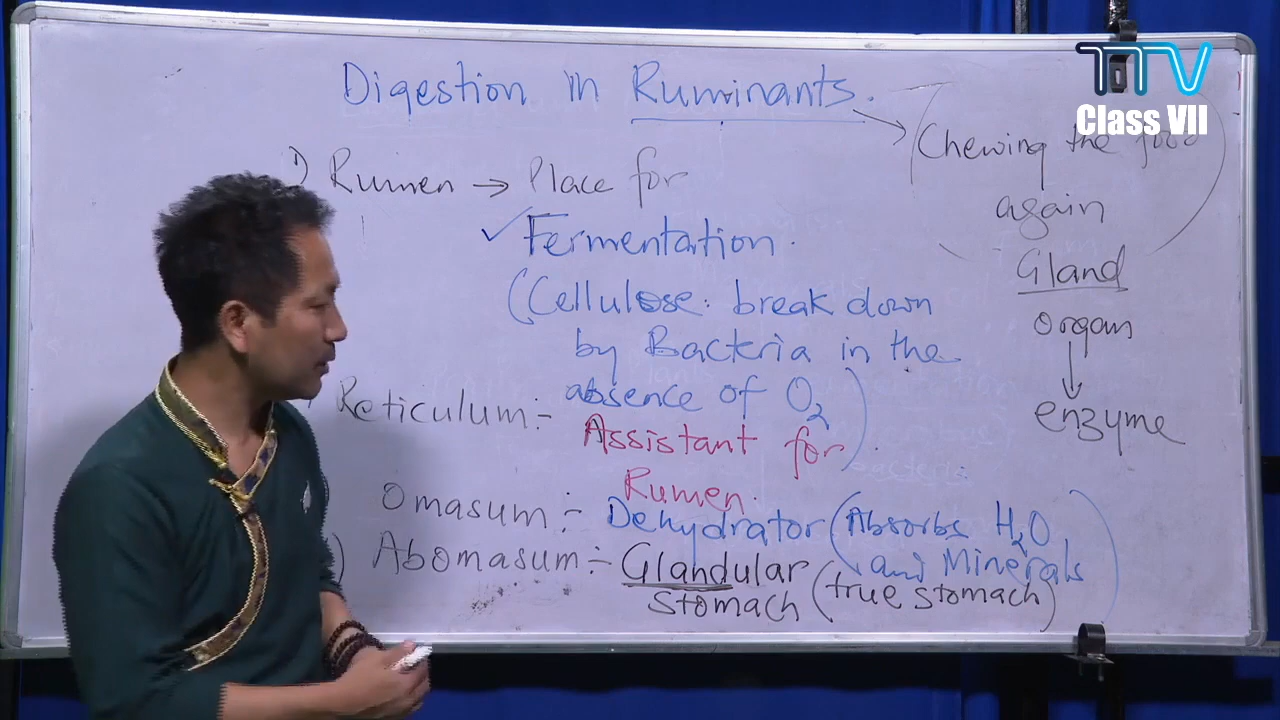 TTV
Class VII
Digestion in Ruminants.
→ (Chewing the food
again
1) Rumen → Place for
✓ Fermentation.
(Cellulose: break down
by Bacteria in the
absence of O₂)
Reticulum:- Assistant for
Rumen.
Omasum:- Dehydrator (Absorbs H₂O
and Minerals)
) Abomasum:- Glandular
Stomach (true stomach)
Gland
organ
↓
enzyme